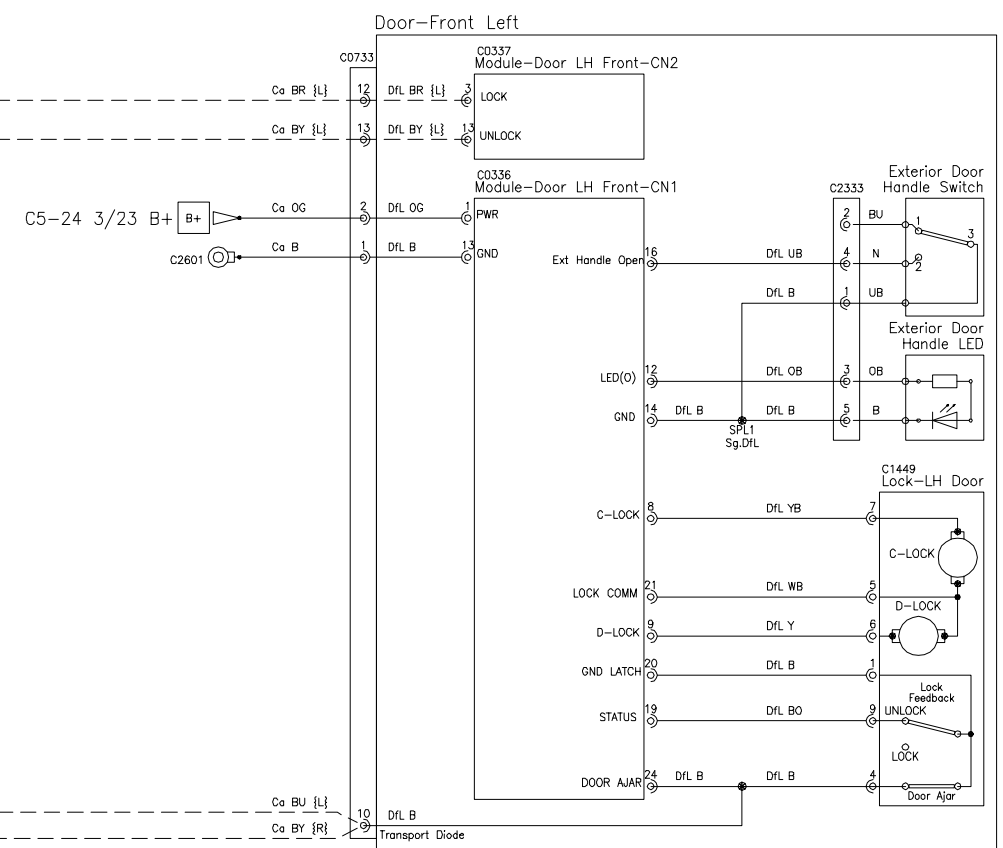 Door-Front Left
C0733
C0337
Module-Door LH Front-CN2
Ca BR {L}
12
DfL BR {L}
3
LOCK
Ca BY {L}
13
DfL BY {L}
13
UNLOCK
C0336
Module-Door LH Front-CN1
C2333
Exterior Door
Handle Switch
C5-24 3/23 B+
B+
Ca OG
2
DfL OG
1
PWR
2
BU
1
3
C2601
Ca B
1
DfL B
13
GND
Ext Handle Open
16
DfL UB
4
N
2
DfL B
1
UB
Exterior Door
Handle LED
LED(O)
12
DfL OB
3
OB
GND
14
DfL B
DfL B
5
B
SPL1
Sg.DfL
C1449
Lock-LH Door
C-LOCK
8
DfL YB
7
C-LOCK
LOCK COMM
21
DfL WB
5
D-LOCK
D-LOCK
9
DfL Y
6
GND LATCH
20
DfL B
1
Lock
Feedback
STATUS
19
DfL BO
9
UNLOCK
LOCK
DOOR AJAR
24
DfL B
DfL B
4
Door Ajar
Ca BU {L}
10
DfL B
Ca BY {R}
Transport Diode